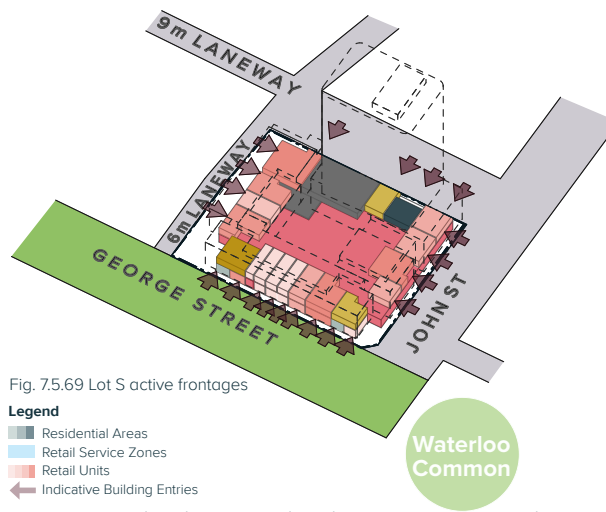 9m LANEWAY
6m LANEWAY
GEORGE STREET
JOHN ST
Fig. 7.5.69 Lot S active frontages
Legend
Residential Areas
Retail Service Zones
Retail Units
Indicative Building Entries
Waterloo
Common